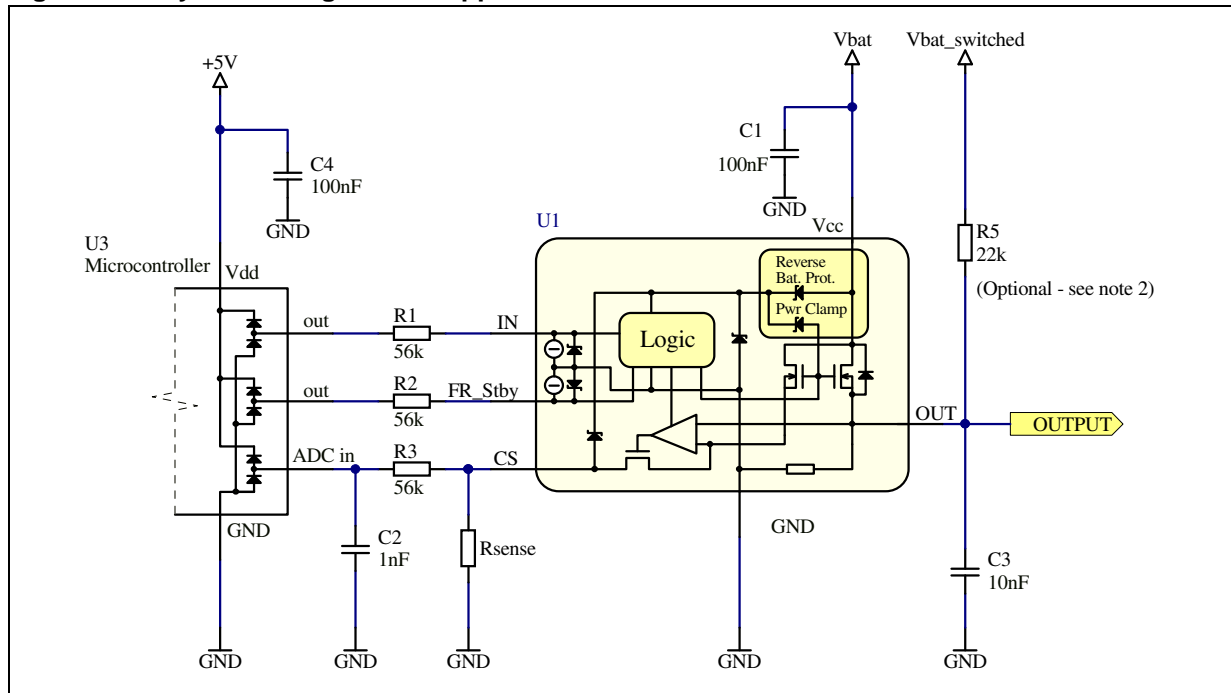 Vbat
Vbat_switched
+5V
C1
100nF
C4
100nF
GND
GND
U1
Vcc
R5
22k
(Optional - see note 2)
U3
Microcontroller
Vdd
Reverse
Bat. Prot.
Pwr Clamp
out
R1
56k
IN
Logic
out
R2
56k
FR_Stby
OUT
OUTPUT
ADC in
R3
56k
CS
GND
GND
C2
1nF
Rsense
C3
10nF
GND
GND
GND
GND
GND